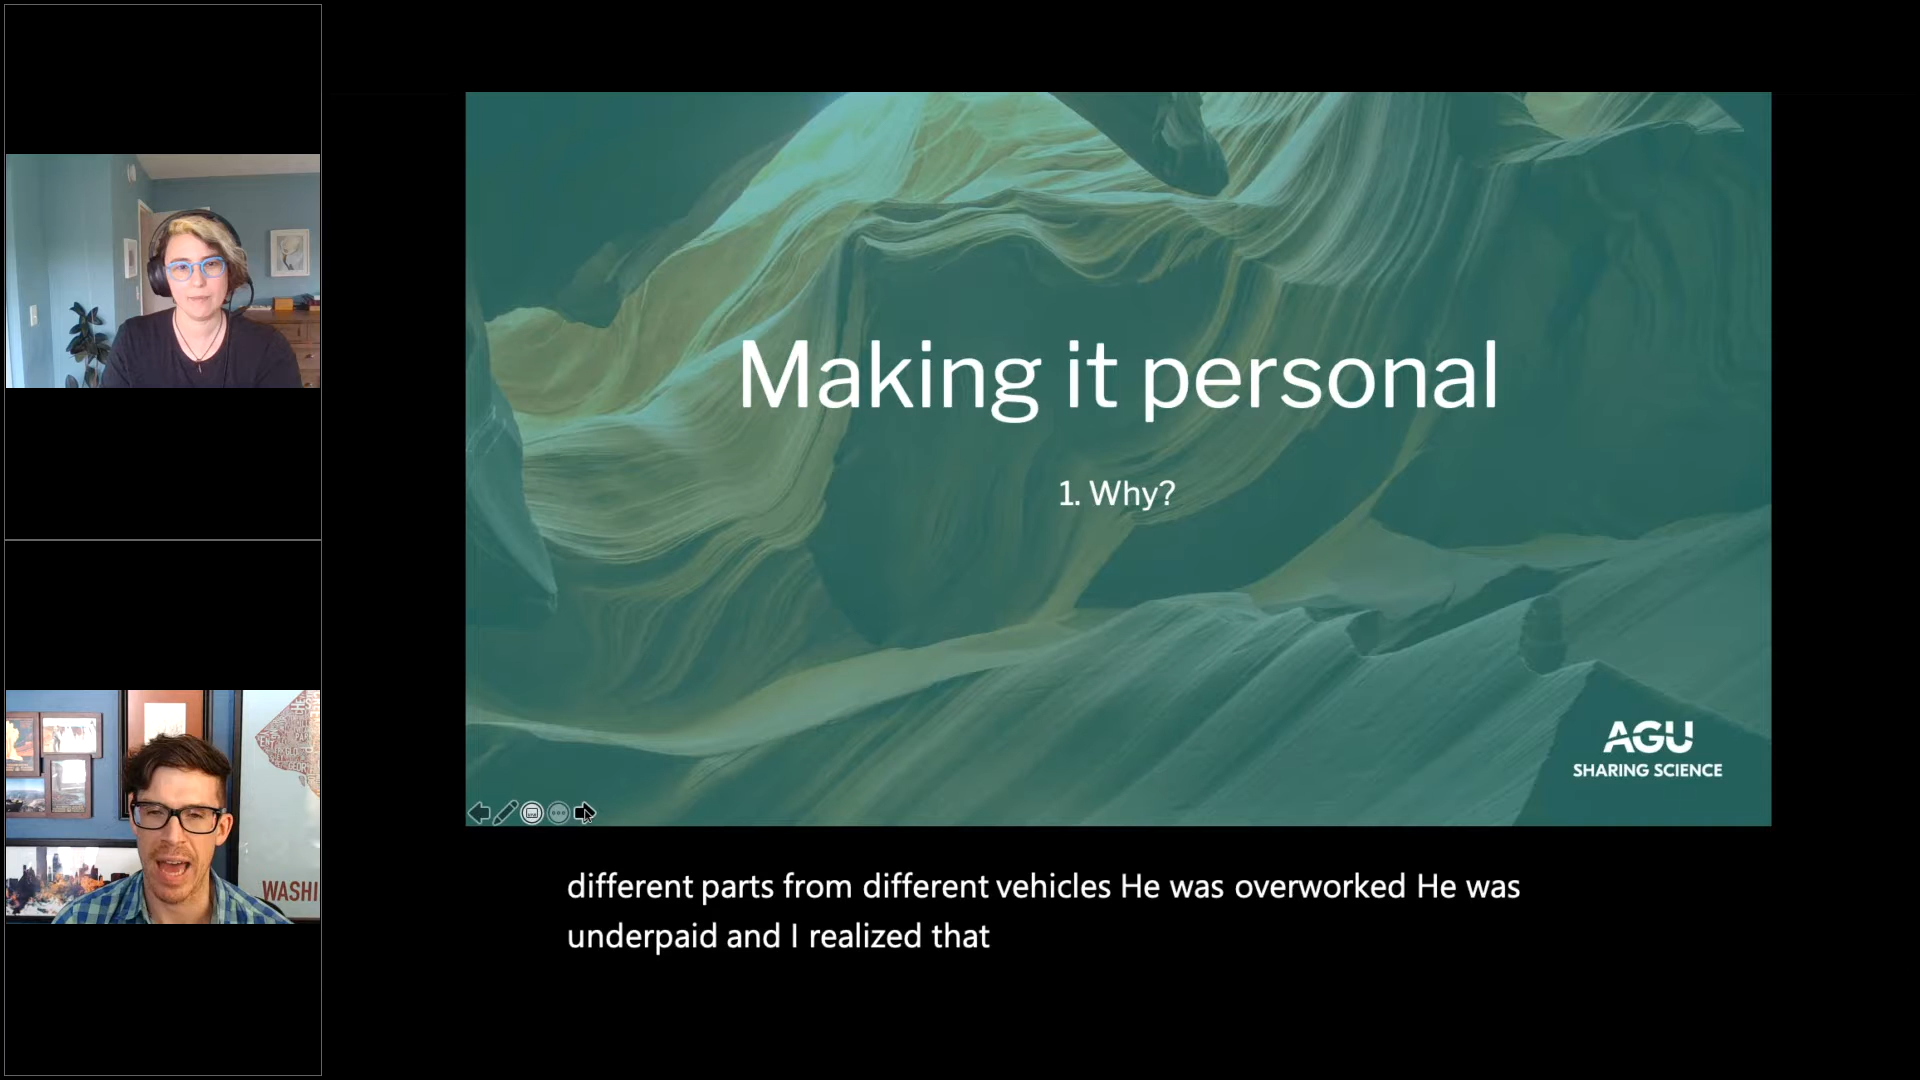 Making it personal
1. Why?
AGU
SHARING SCIENCE
WASHI
different parts from different vehicles He was overworked He was
underpaid and I realized that